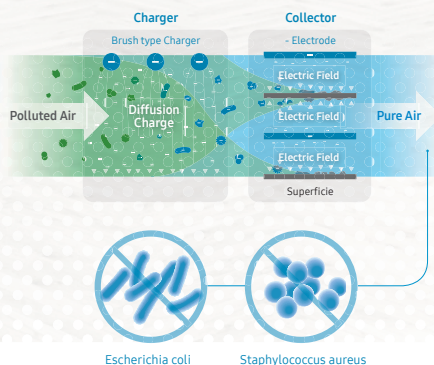 Charger
Collector
Brush type Charger
- Electrode
Electric Field
Polluted Air
Diffusion
Charge
Electric Field
Pure Air
Electric Field
Superficie
Escherichia coli
Staphylococcus aureus